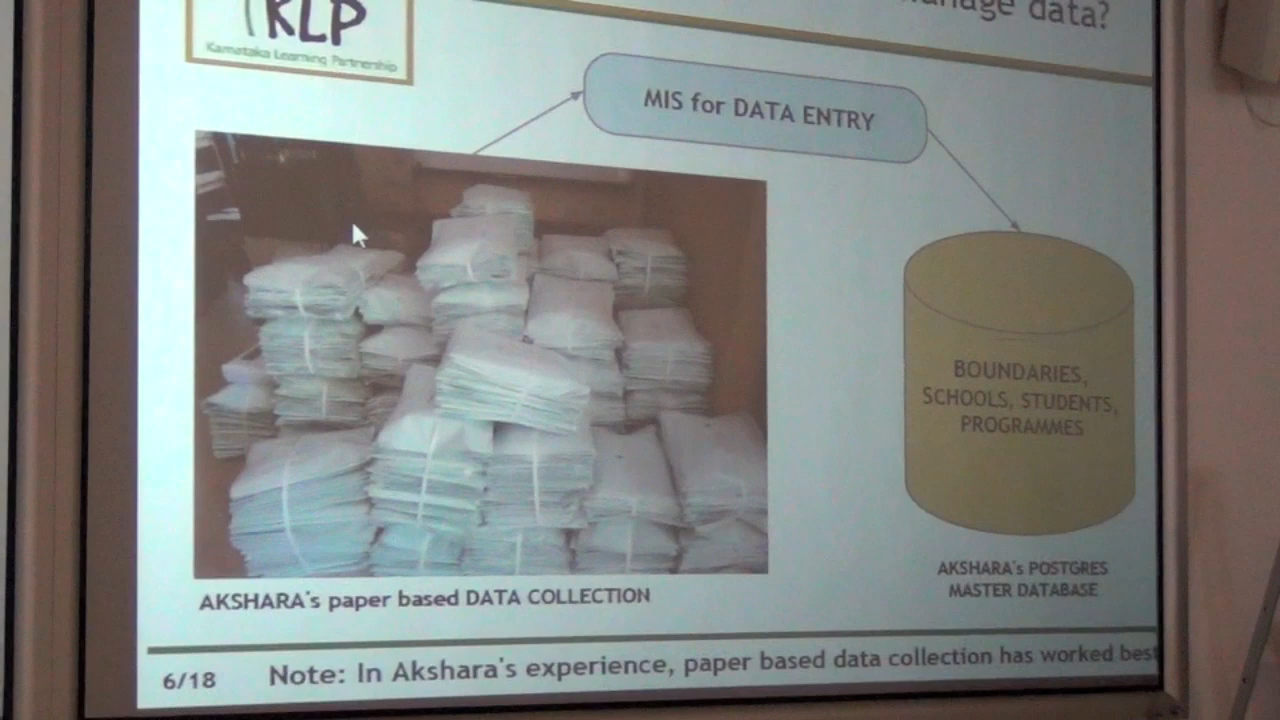 KLP
Karnataka Learning Partnership
data?
MIS for DATA ENTRY
BOUNDARIES,
SCHOOLS, STUDENTS,
PROGRAMMES
AKSHARA's POSTGRES
MASTER DATABASE
AKSHARA's paper based DATA COLLECTION
6/18
Note: In Akshara's experience, paper based data collection has worked best